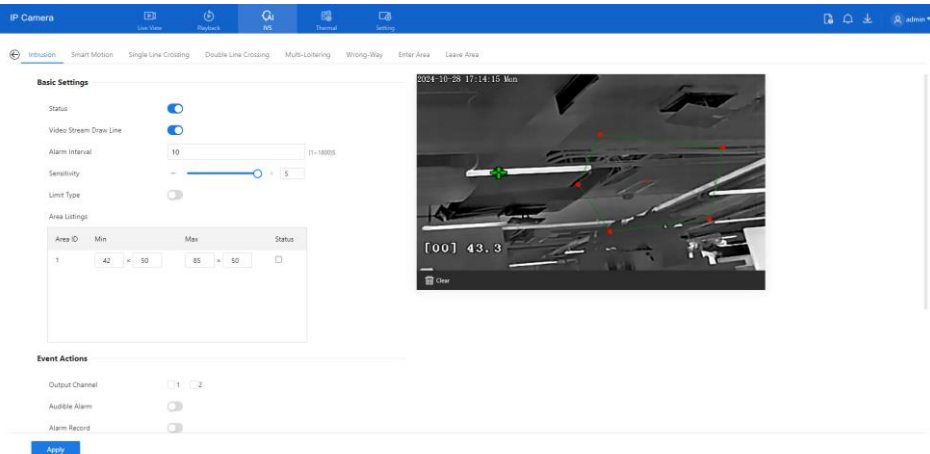 IP Camera
Live View Playback IVS Thermal Setting
admin
Intrusion Smart Motion Single Line Crossing Double Line Crossing Multi-Loitering Wrong-Way Enter Area Leave Area
Basic Settings
2024-10-28 17:14:15 Mon
Status
Video Stream Draw Line
Alarm Interval 10 (1~1800)S
Sensitivity − + 5
Limit Type
Area Listings
Area ID Min Max Status
1 42 × 50 85 × 50
[00] 43.3
Clear
Event Actions
Output Channel 1 2
Audible Alarm
Alarm Record
Apply